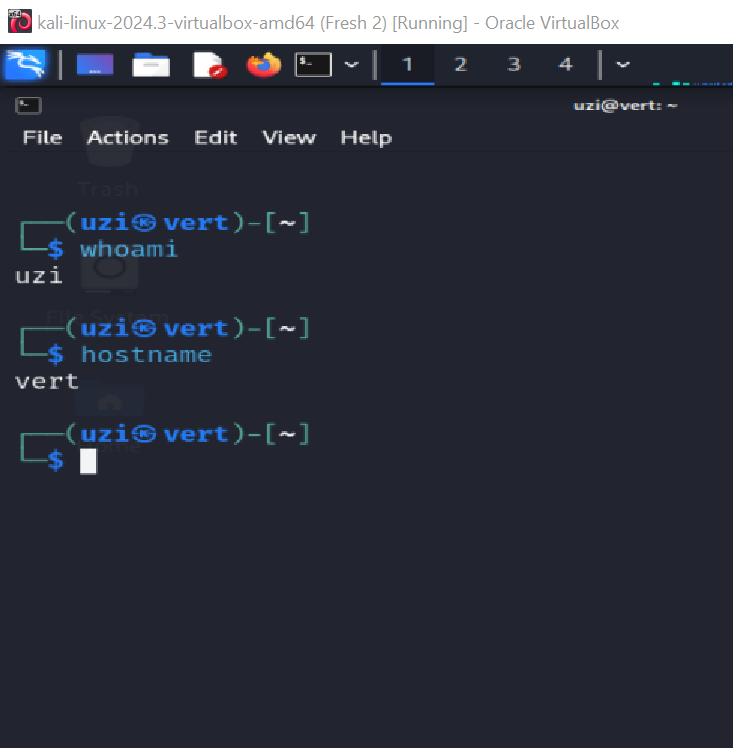 kali-linux-2024.3-virtualbox-amd64 (Fresh 2) [Running] - Oracle VirtualBox
1 2 3 4
uzi@vert: ~
File Actions Edit View Help
Trash
┌──(uzi㉿vert)-[~]
└─$ whoami
uzi
File System
┌──(uzi㉿vert)-[~]
└─$ hostname
vert
┌──(uzi㉿vert)-[~]
Home
└─$